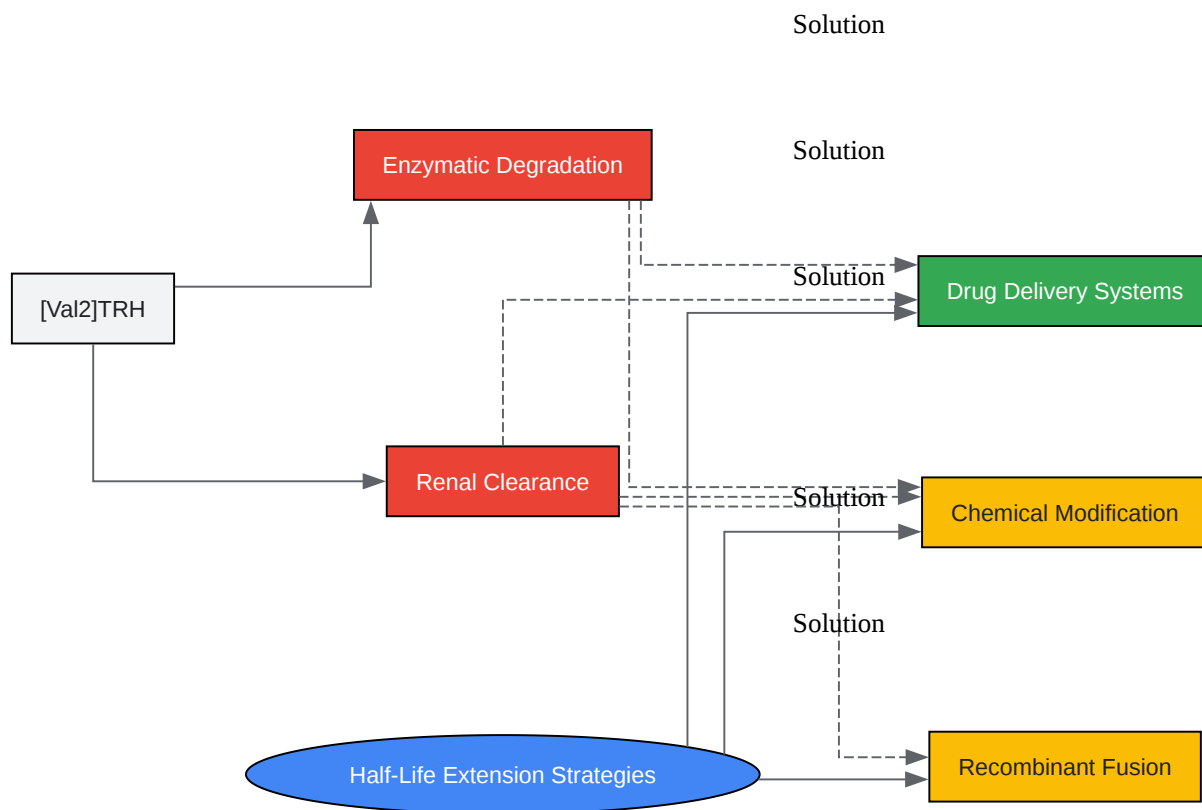 Solution
Solution
Enzymatic Degradation
Solution
Drug Delivery Systems
[Val2]TRH
Renal Clearance
Solution
Chemical Modification
Solution
Recombinant Fusion
Half-Life Extension Strategies